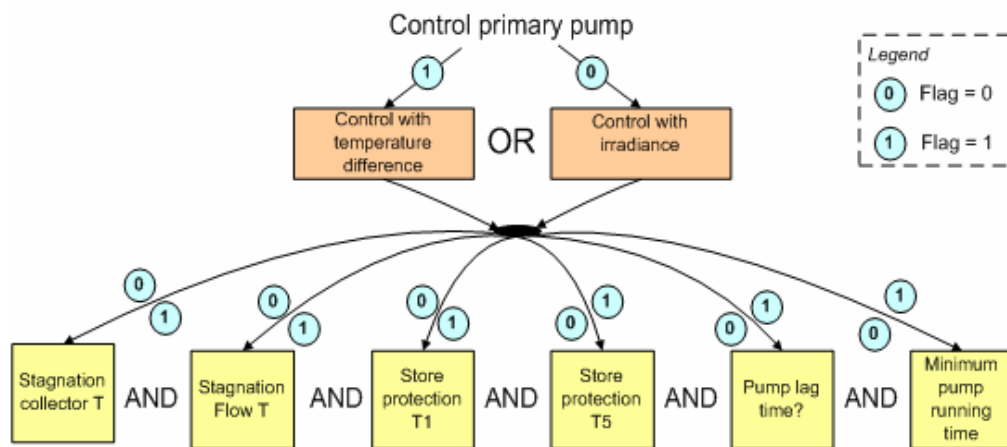 Control primary pump
Legend
0 Flag = 0
1 Flag = 1
1
0
Control with
temperature
difference
OR
Control with
irradiance
0
1
0
1
0
1
1
0
1
0
1
0
Stagnation
collector T
AND
Stagnation
Flow T
AND
Store
protection
T1
AND
Store
protection
T5
AND
Pump lag
time?
AND
Minimum
pump
running
time